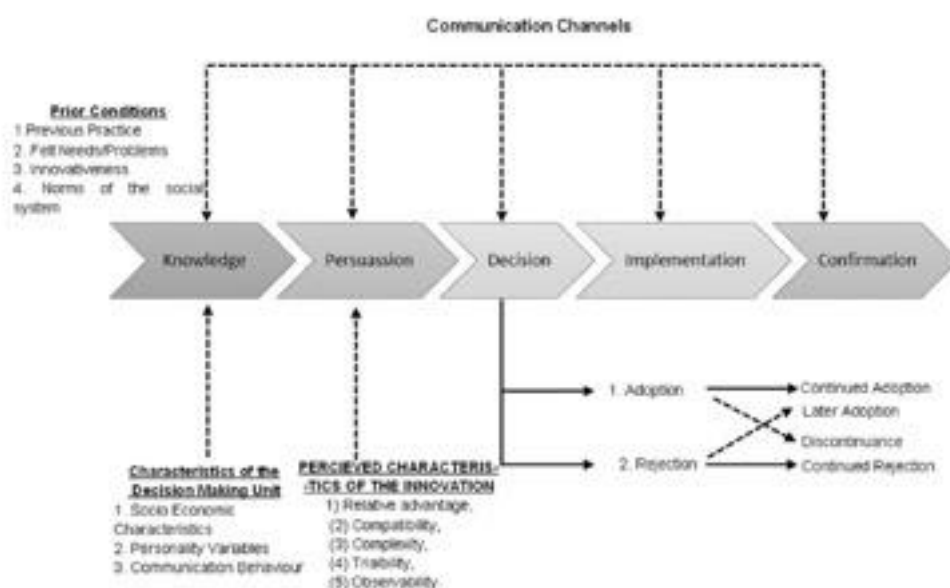 Communication Channels
Prior Conditions
1 Previous Practice
2. Felt Needs/Problems
3. Innovativeness
4. Norms of the social
system
Knowledge
Persuassion
Decision
Implementation
Confirmation
1. Adoption
Continued Adoption
Later Adoption
Discontinuance
2. Rejection
Continued Rejection
Characteristics of the
Decision Making Unit
1. Socio Economic
Characteristics
2. Personality Variables
3. Communication Behaviour
PERCIEVED CHARACTERIS-
-TICS OF THE INNOVATION
1) Relative advantage,
(2) Compatibility,
(3) Complexity,
(4) Trialbility,
(5) Observability